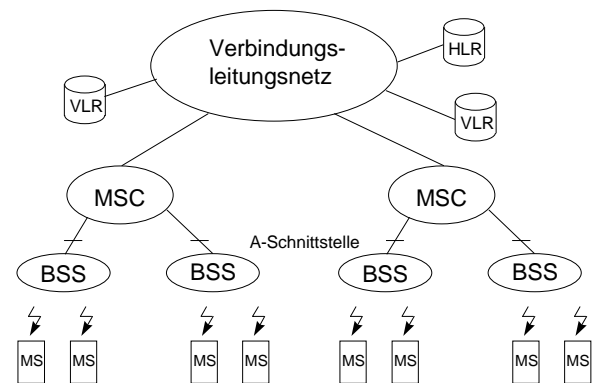 Verbindungs-
leitungsnetz
HLR
VLR
VLR
MSC
MSC
A-Schnittstelle
BSS
BSS
BSS
BSS
MS
MS
MS
MS
MS
MS
MS
MS